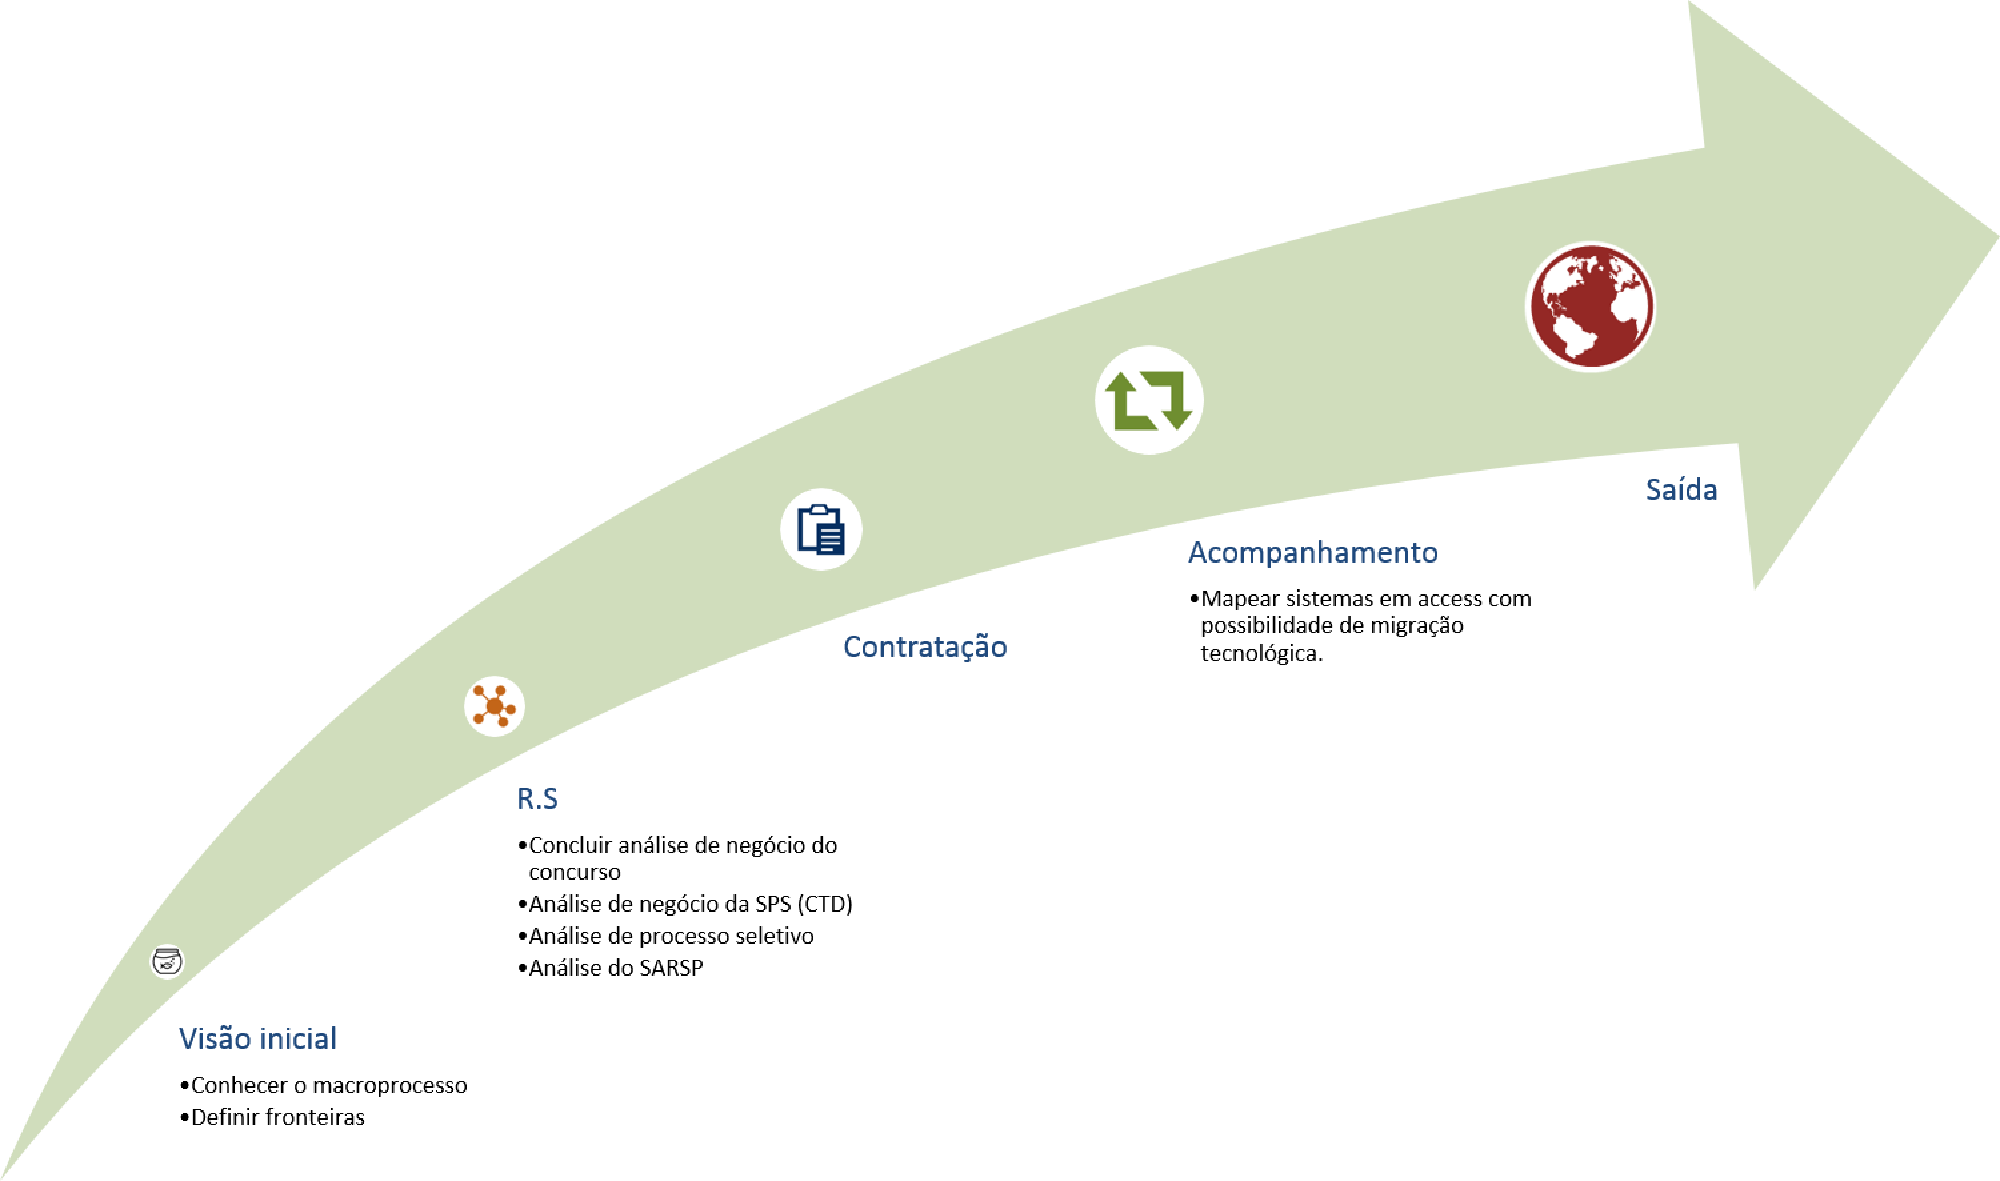 Visão inicial
•Conhecer o macroprocesso
•Definir fronteiras
R.S
•Concluir análise de negócio do
concurso
•Análise de negócio da SPS (CTD)
•Análise de processo seletivo
•Análise do SARSP
Contratação
Acompanhamento
•Mapear sistemas em access com
possibilidade de migração
tecnológica.
Saída